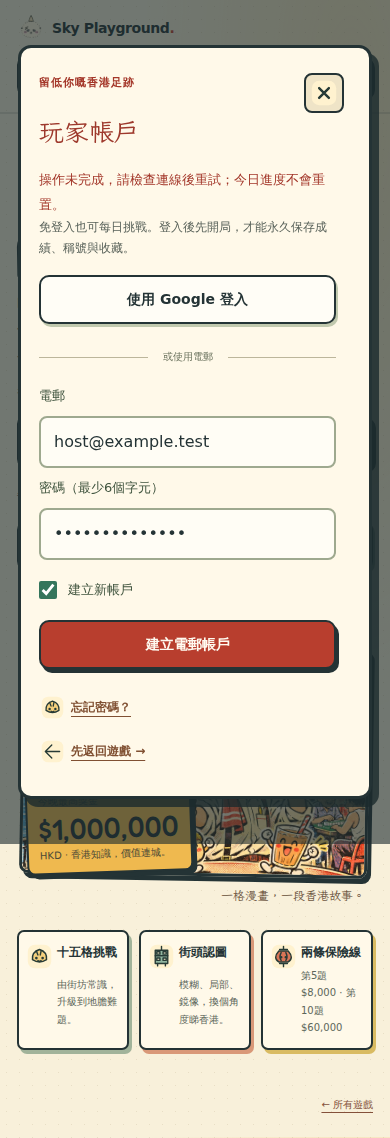 Sky Playground.
留低你嘅香港足跡
玩家帳戶
操作未完成，請檢查連線後重試；今日進度不會重
置。
免登入也可每日挑戰。登入後先開局，才能永久保存成
績、稱號與收藏。
使用 Google 登入
或使用電郵
電郵
host@example.test
密碼（最少6個字元）
••••••••••••••
建立新帳戶
建立電郵帳戶
忘記密碼？
先返回遊戲 →
$1,000,000
HKD · 香港知識，價值連城。
一格漫畫，一段香港故事。
十五格挑戰
由街坊常識，
升級到地膽難
題。
街頭認圖
模糊、局部、
鏡像，換個角
度睇香港。
兩條保險線
第5題
$8,000 · 第
10題
$60,000
← 所有遊戲